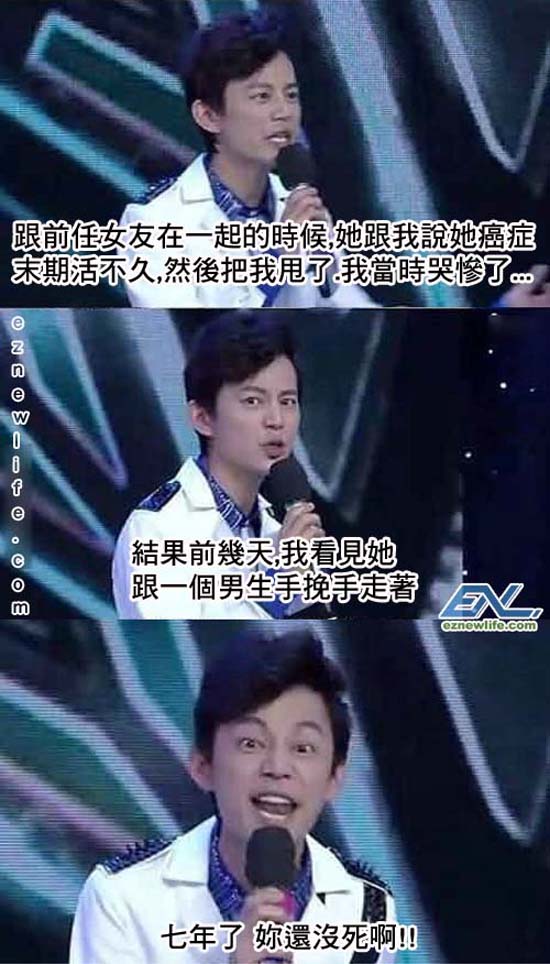 跟前任女友在一起的時候,她跟我說她癌症
末期活不久,然後把我甩了.我當時哭慘了...
eznewlife.com
結果前幾天,我看見她
跟一個男生手挽手走著
ENL
eznewlife.com
七年了 妳還沒死啊!!